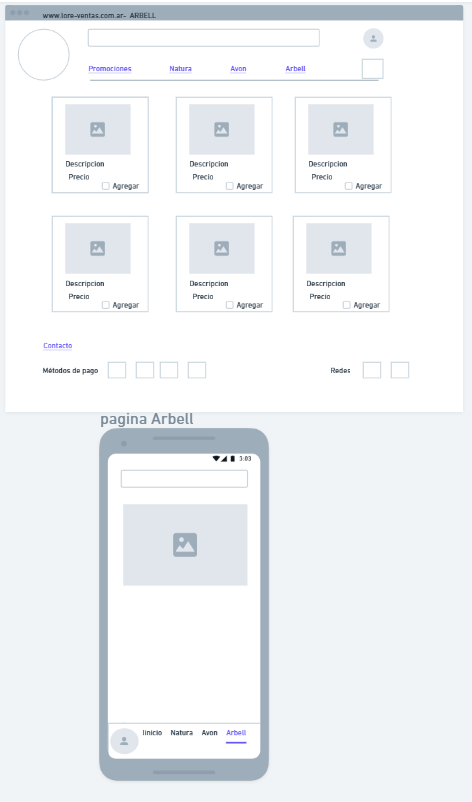 www.lore-ventas.com.ar- ARBELL
Promociones Natura Avon Arbell
Descripcion Descripcion Descripcion
Precio Precio Precio
Agregar Agregar Agregar
Descripcion Descripcion Descripcion
Precio Precio Precio
Agregar Agregar Agregar
Contacto
Métodos de pago Redes
pagina Arbell
3:03
Iinicio Natura Avon Arbell